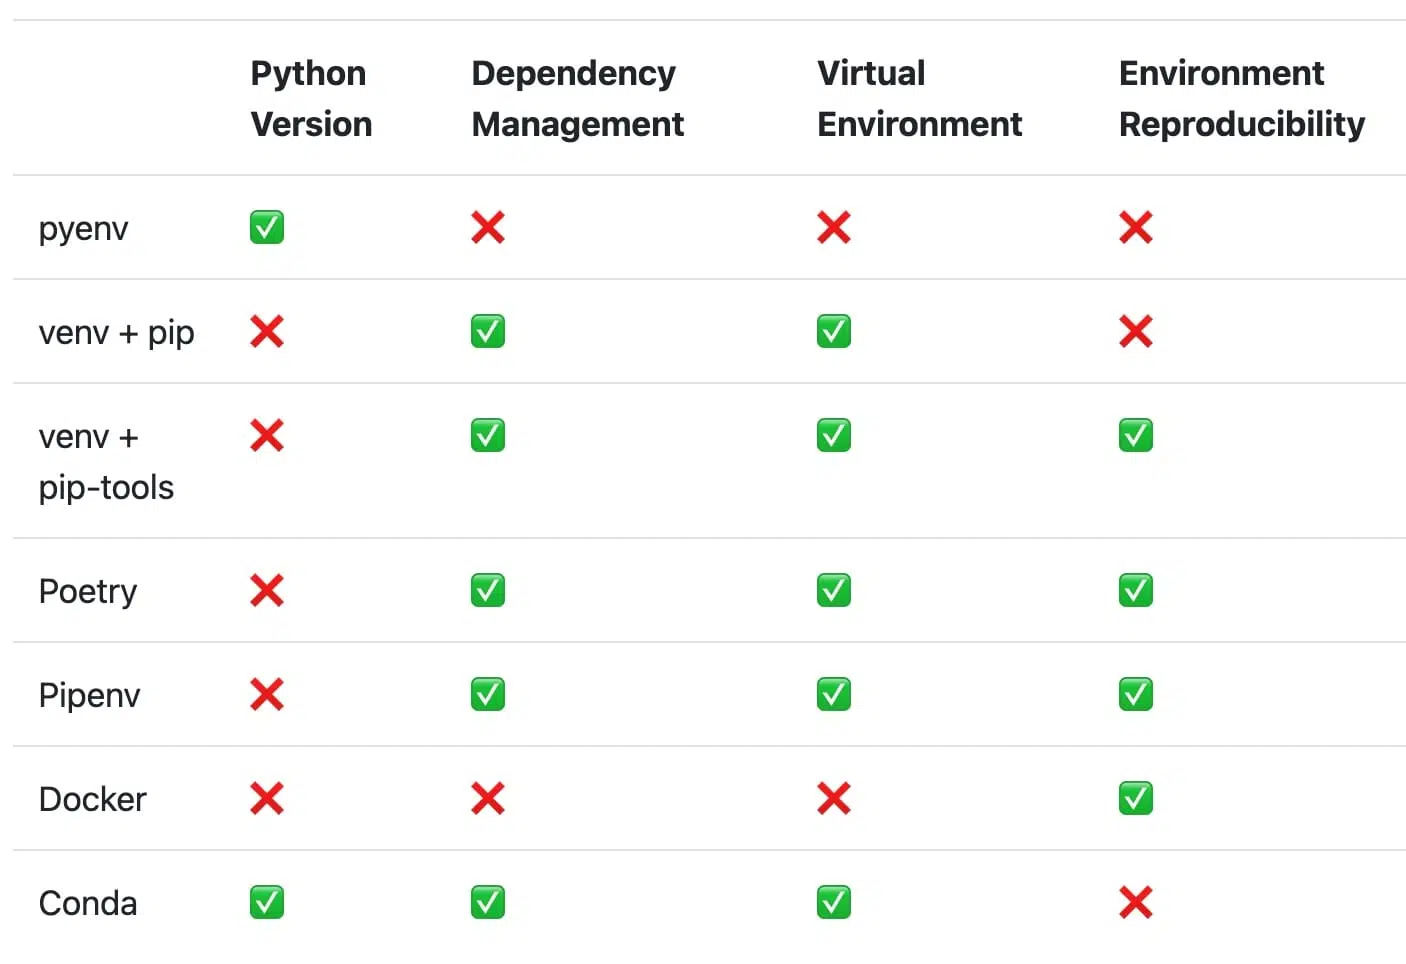 Python Version Dependency Management Virtual Environment Environment Reproducibility
pyenv ✅ ❌ ❌ ❌
venv + pip ❌ ✅ ✅ ❌
venv + pip-tools ❌ ✅ ✅ ✅
Poetry ❌ ✅ ✅ ✅
Pipenv ❌ ✅ ✅ ✅
Docker ❌ ❌ ❌ ✅
Conda ✅ ✅ ✅ ❌